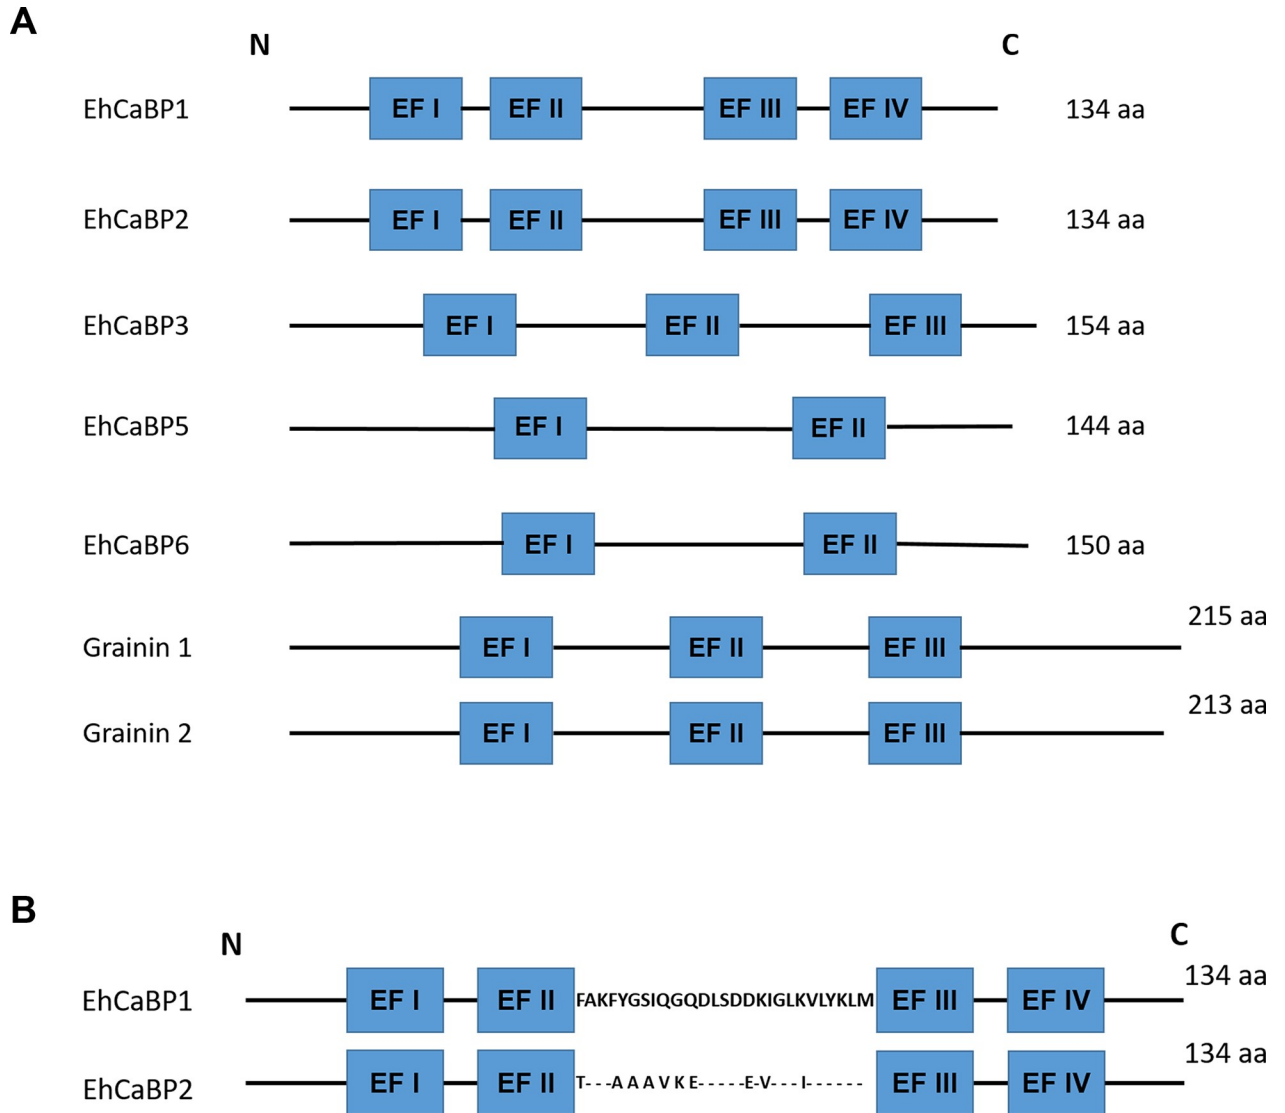 A
N C
EhCaBP1 EF I EF II EF III EF IV 134 aa
EhCaBP2 EF I EF II EF III EF IV 134 aa
EhCaBP3 EF I EF II EF III 154 aa
EhCaBP5 EF I EF II 144 aa
EhCaBP6 EF I EF II 150 aa
215 aa
Grainin 1 EF I EF II EF III
213 aa
Grainin 2 EF I EF II EF III
B
N C
134 aa
EhCaBP1 EF I EF II FAKFYGSIQGQDLSDDKIGLKVLYKLM EF III EF IV
134 aa
EhCaBP2 EF I EF II T---A A A V K E-----E-V---I------ EF III EF IV